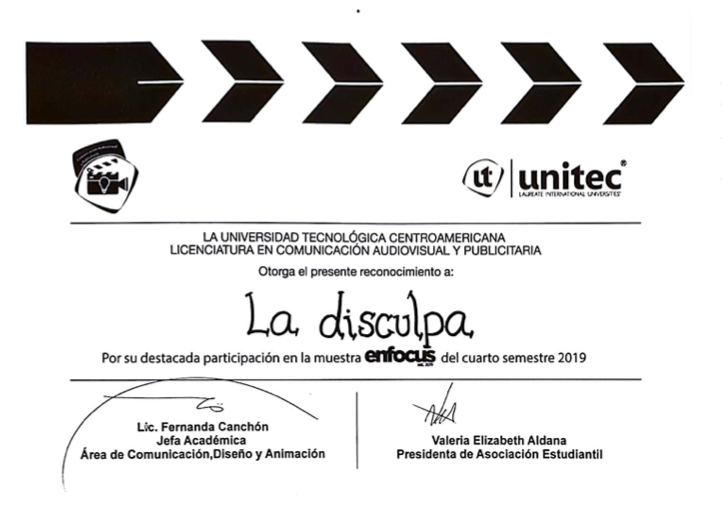 ut unitec®
LAUREATE INTERNATIONAL UNIVERSITIES
LA UNIVERSIDAD TECNOLÓGICA CENTROAMERICANA
LICENCIATURA EN COMUNICACIÓN AUDIOVISUAL Y PUBLICITARIA
Otorga el presente reconocimiento a:
La disculpa
Por su destacada participación en la muestra enfocus del cuarto semestre 2019
Lic. Fernanda Canchón
Jefa Académica
Área de Comunicación,Diseño y Animación
Valeria Elizabeth Aldana
Presidenta de Asociación Estudiantil